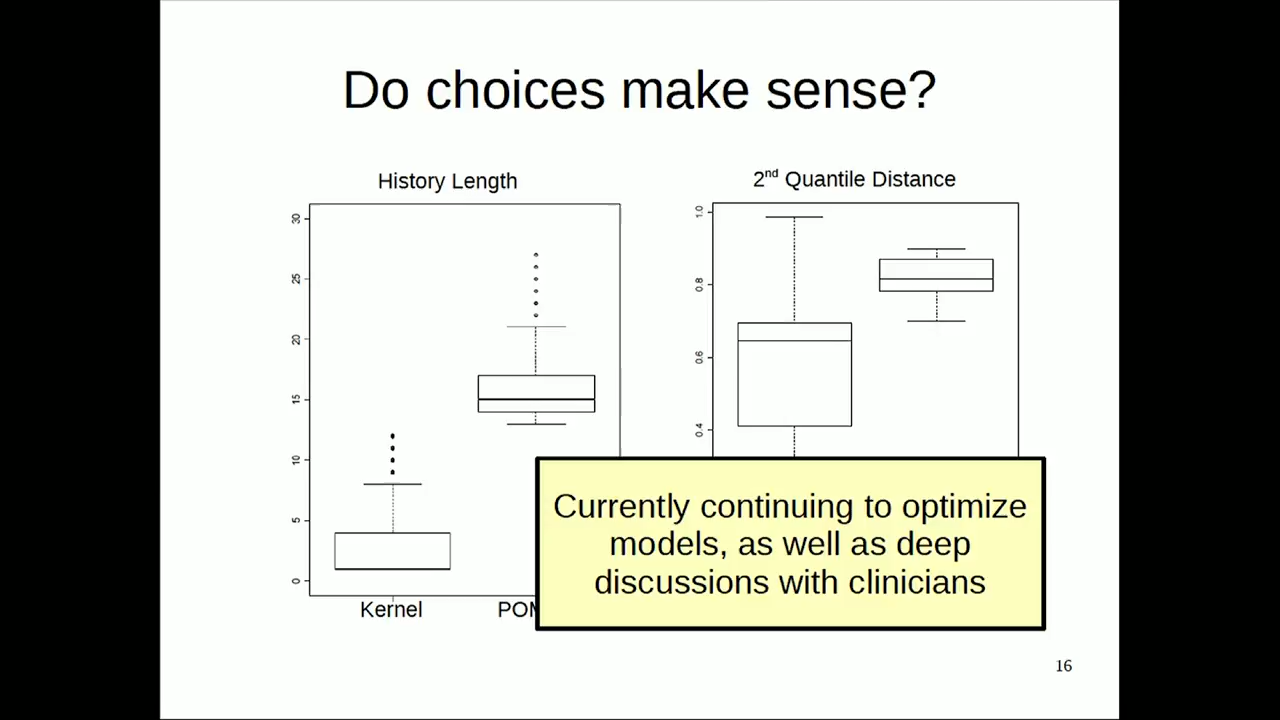 Do choices make sense?
History Length
2nd Quantile Distance
30
25
20
15
10
5
0
1.0
0.8
0.6
0.4
Kernel
Currently continuing to optimize
models, as well as deep
discussions with clinicians
16